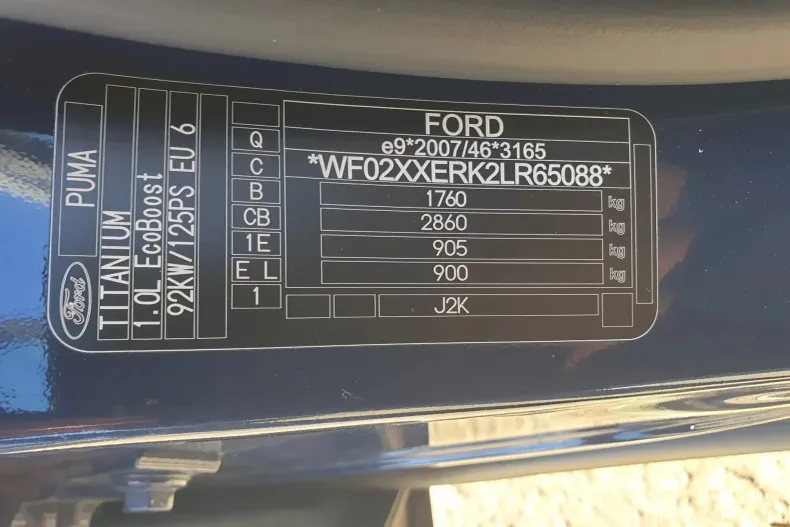 PUMA
Ford
TITANIUM
1.0L EcoBoost
92KW/125PS EU 6
Q
C
B
CB
1E
E L
1
FORD
e9*2007/46*3165
*WF02XXERK2LR65088*
1760 kg
2860 kg
905 kg
900 kg
J2K